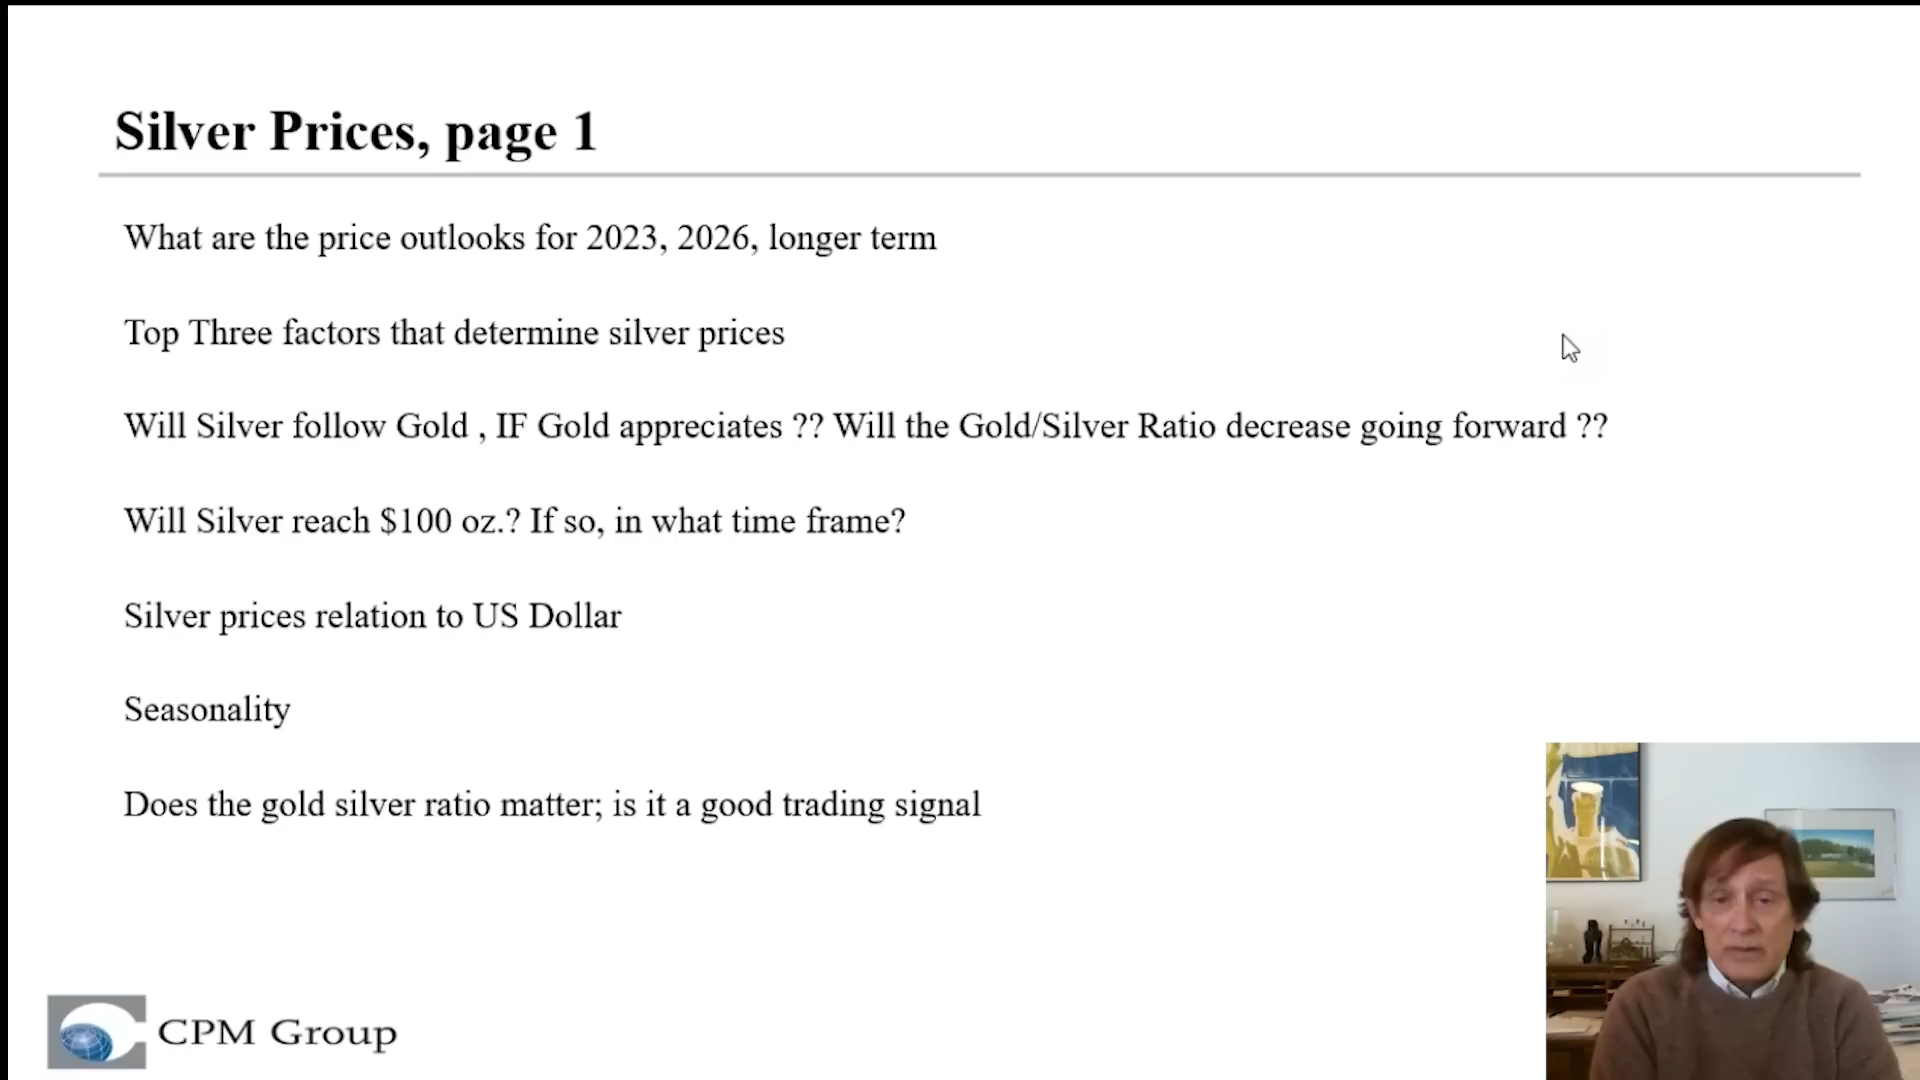 Silver Prices, page 1
What are the price outlooks for 2023, 2026, longer term
Top Three factors that determine silver prices
Will Silver follow Gold , IF Gold appreciates ?? Will the Gold/Silver Ratio decrease going forward ??
Will Silver reach $100 oz.? If so, in what time frame?
Silver prices relation to US Dollar
Seasonality
Does the gold silver ratio matter; is it a good trading signal
CPM Group